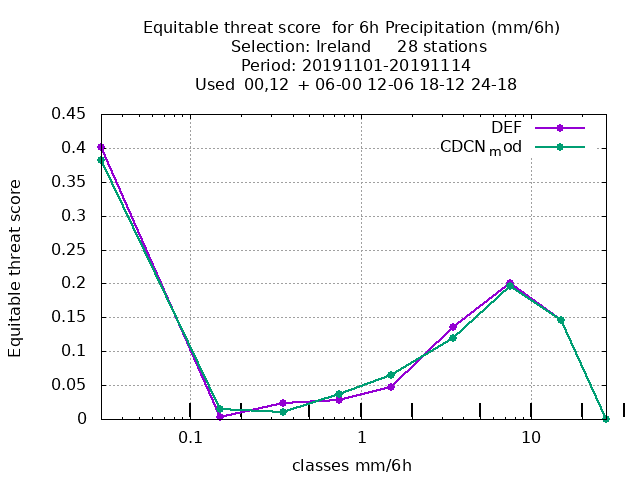 Equitable threat score  for 6h Precipitation (mm/6h)
Selection: Ireland     28 stations
Period: 20191101-20191114
Used  00,12  + 06-00 12-06 18-12 24-18
DEF
CDCN_mod
Equitable threat score
0.45
0.4
0.35
0.3
0.25
0.2
0.15
0.1
0.05
0
0.1 1 10
classes mm/6h